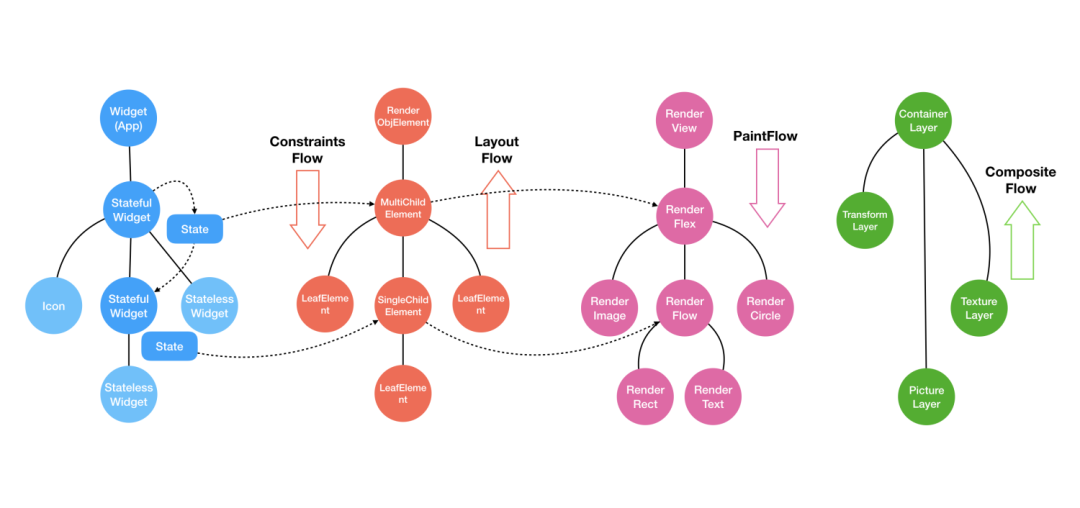 Widget
(App)
Stateful
Widget
State
Icon
Stateful
Widget
Stateless
Widget
State
Stateless
Widget
Constraints
Flow
Render
ObjElement
Layout
Flow
MultiChild
Element
LeafEleme
nt
SingleChild
Element
LeafEleme
nt
LeafEleme
nt
Render
View
PaintFlow
Render
Flex
Render
Image
Render
Flow
Render
Circle
Render
Rect
Render
Text
Container
Layer
Composite
Flow
Transform
Layer
Texture
Layer
Picture
Layer